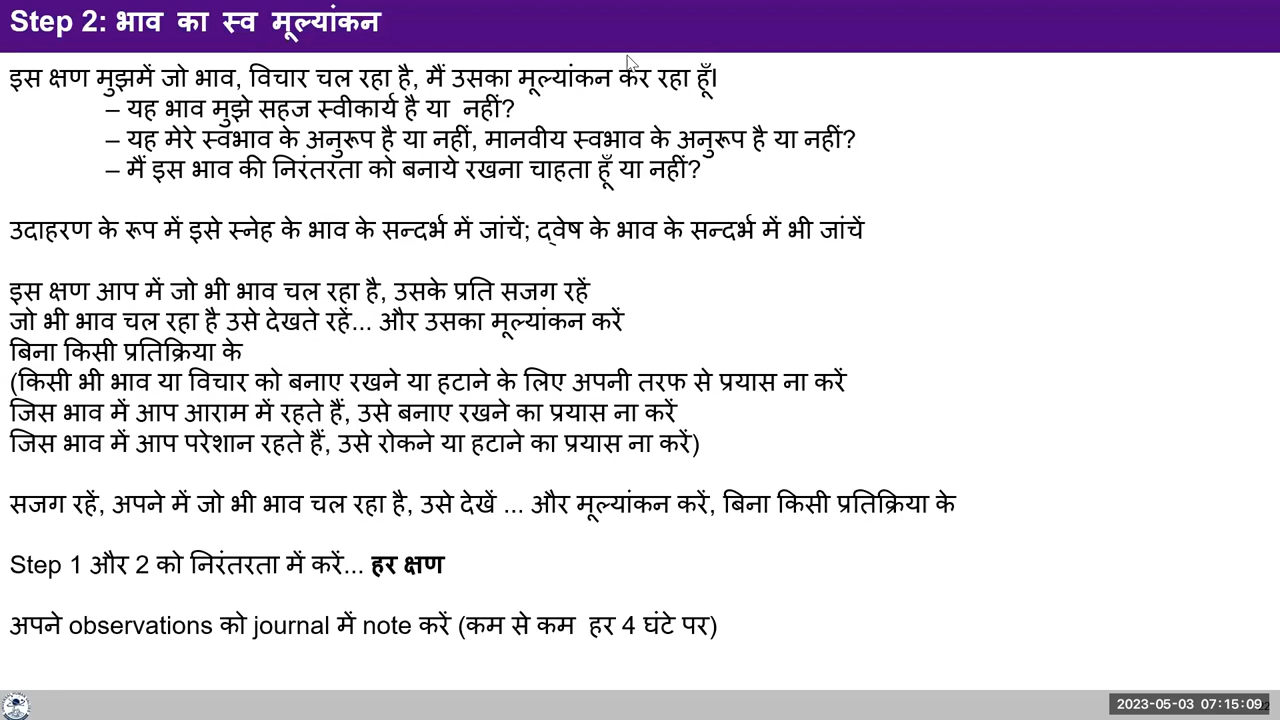 Step 2: भाव का स्व मूल्यांकन
इस क्षण मुझमें जो भाव, विचार चल रहा है, मैं उसका मूल्यांकन कर रहा हूँ।
– यह भाव मुझे सहज स्वीकार्य है या नहीं?
– यह मेरे स्वभाव के अनुरूप है या नहीं, मानवीय स्वभाव के अनुरूप है या नहीं?
– मैं इस भाव की निरंतरता को बनाये रखना चाहता हूँ या नहीं?
उदाहरण के रूप में इसे स्नेह के भाव के सन्दर्भ में जांचें; द्वेष के भाव के सन्दर्भ में भी जांचें
इस क्षण आप में जो भी भाव चल रहा है, उसके प्रति सजग रहें
जो भी भाव चल रहा है उसे देखते रहें... और उसका मूल्यांकन करें
बिना किसी प्रतिक्रिया के
(किसी भी भाव या विचार को बनाए रखने या हटाने के लिए अपनी तरफ से प्रयास ना करें
जिस भाव में आप आराम में रहते हैं, उसे बनाए रखने का प्रयास ना करें
जिस भाव में आप परेशान रहते हैं, उसे रोकने या हटाने का प्रयास ना करें)
सजग रहें, अपने में जो भी भाव चल रहा है, उसे देखें ... और मूल्यांकन करें, बिना किसी प्रतिक्रिया के
Step 1 और 2 को निरंतरता में करें... हर क्षण
अपने observations को journal में note करें (कम से कम हर 4 घंटे पर)
2023-05-03 07:15:09